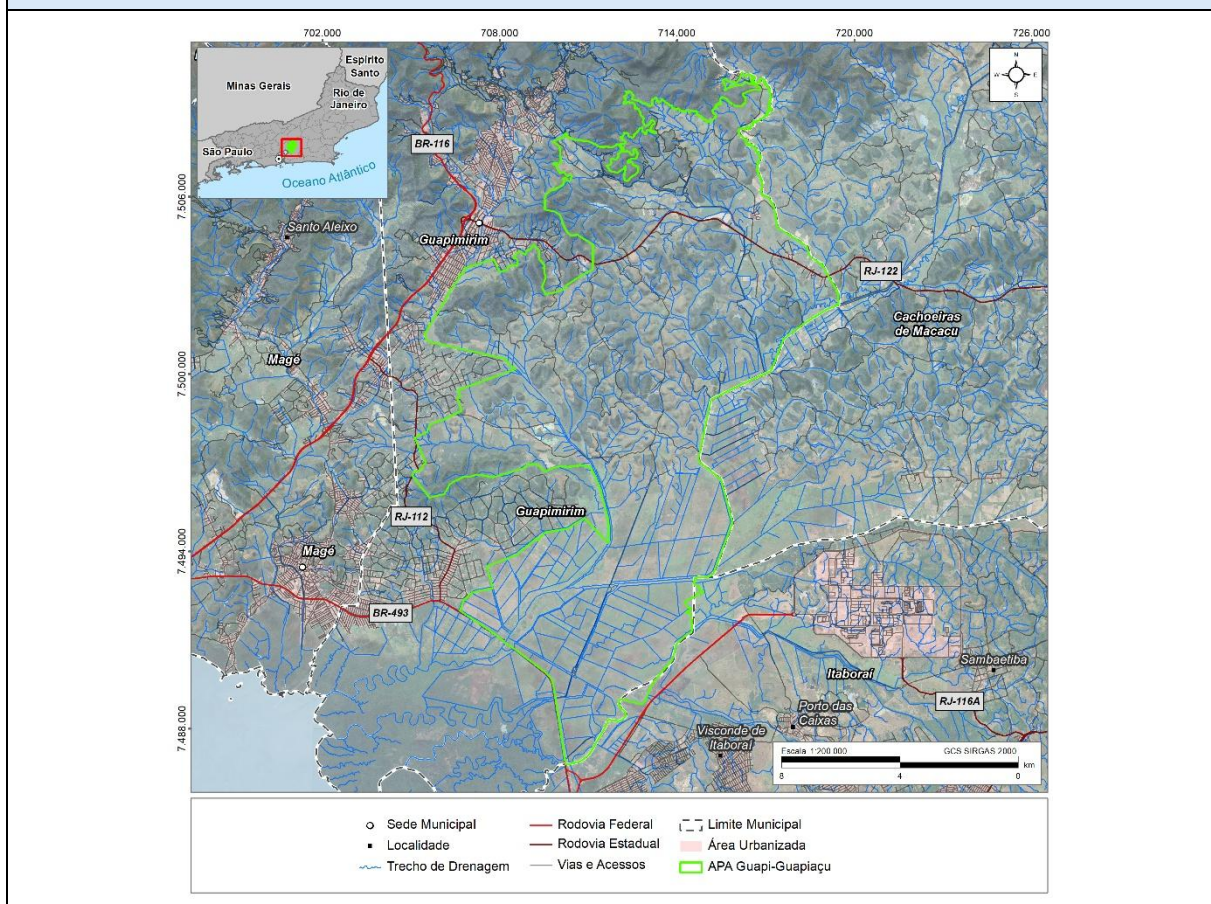 702.000 708.000 714.000 720.000 726.000
7.506.000
7.500.000
7.494.000
7.488.000
Minas Gerais
Espírito
Santo
Rio de
Janeiro
São Paulo
Oceano Atlântico
N
W E
S
BR-116
Santo Aleixo
Guapimirim
RJ-122
Cachoeiras
de Macacu
Magé
Guapimirim
RJ-112
Magé
BR-493
Itaboraí
Sambaetiba
RJ-116A
Porto das
Caixas
Visconde de
Itaboraí
Escala 1:200.000 GCS SIRGAS 2000
8 4 0 km
Sede Municipal Rodovia Federal Limite Municipal
Localidade Rodovia Estadual Área Urbanizada
Trecho de Drenagem Vias e Acessos APA Guapi-Guapiaçu